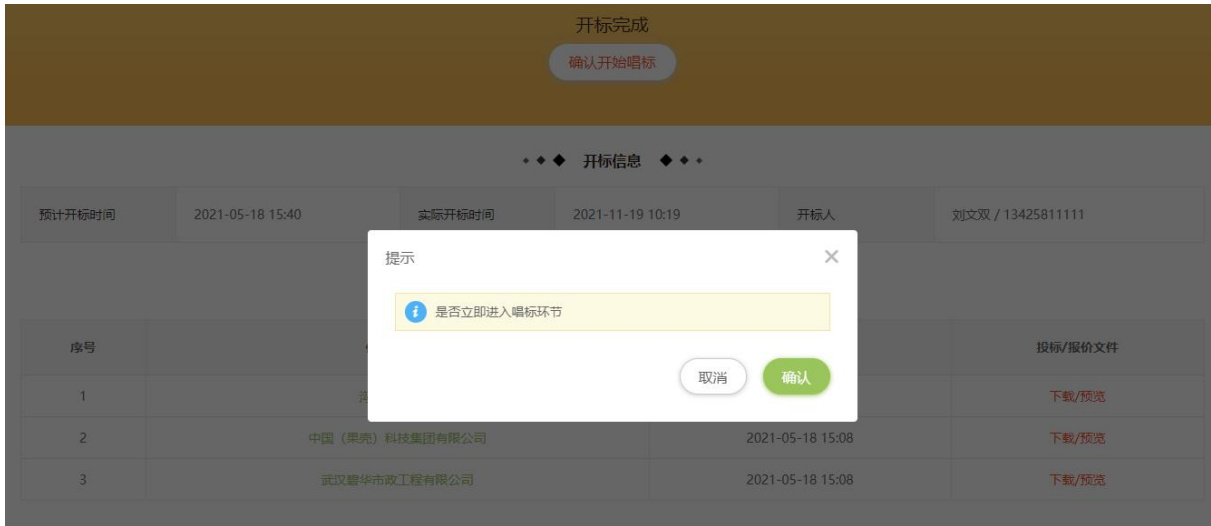 开标完成
确认开始唱标
开标信息
预计开标时间 2021-05-18 15:40 实际开标时间 2021-11-19 10:19 开标人 刘文双 / 13425811111
提示
是否立即进入唱标环节
取消 确认
序号 投标/报价文件
1 下载/预览
2 中国（果壳）科技集团有限公司 2021-05-18 15:08 下载/预览
3 武汉碧华市政工程有限公司 2021-05-18 15:08 下载/预览